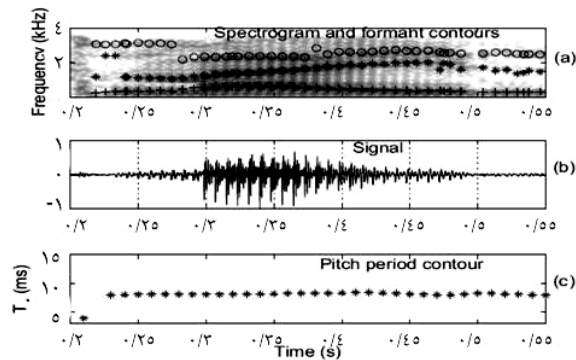 Spectrogram and formant contours
٤
٢
Frequency (kHz)
(a)
٠/٢ ٠/٢٥ ٠/٣ ٠/٣٥ ٠/٤ ٠/٤٥ ٠/٥ ٠/٥٥
Signal
١
٠
-١
(b)
٠/٢ ٠/٢٥ ٠/٣ ٠/٣٥ ٠/٤ ٠/٤٥ ٠/٥ ٠/٥٥
Pitch period contour
١٥
١٠
٥
T٠ (ms)
(c)
٠/٢ ٠/٢٥ ٠/٣ ٠/٣٥ ٠/٤ ٠/٤٥ ٠/٥ ٠/٥٥
Time (s)